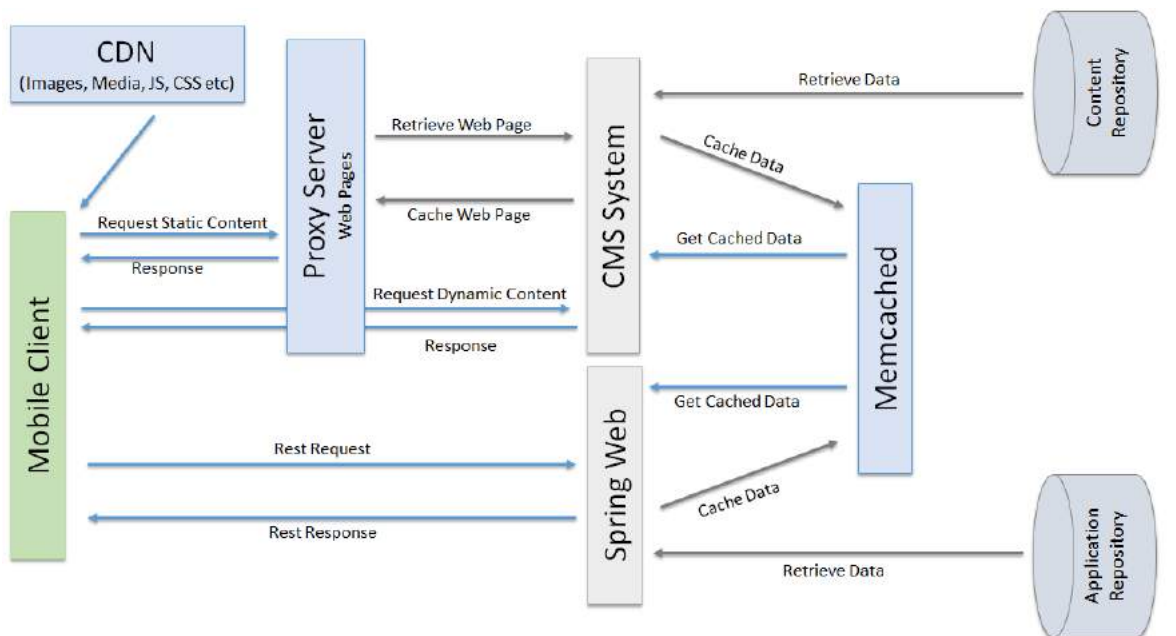 CDN
(Images, Media, JS, CSS etc)
Proxy Server
Web Pages
CMS System
Retrieve Data
Content
Repository
Retrieve Web Page
Cache Data
Cache Web Page
Request Static Content
Response
Get Cached Data
Request Dynamic Content
Response
Mobile Client
Memcached
Get Cached Data
Rest Request
Spring Web
Cache Data
Rest Response
Retrieve Data
Application
Repository